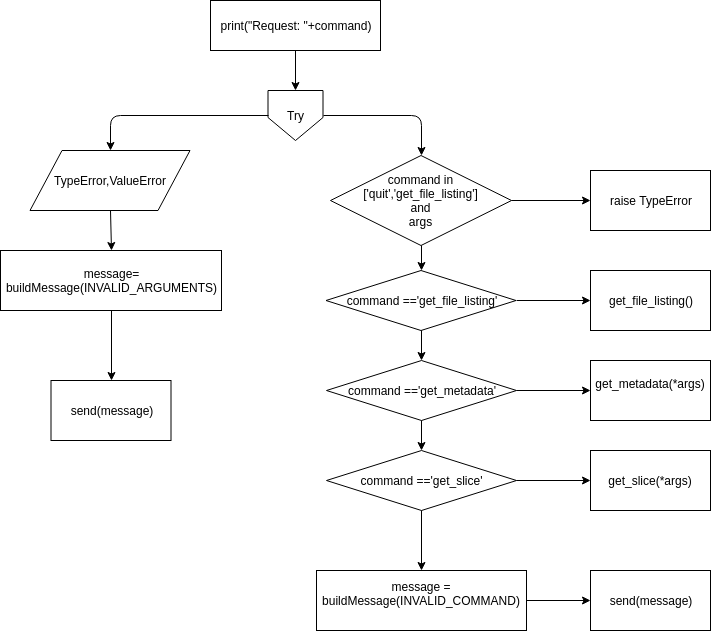 print("Request: "+command)
Try
TypeError,ValueError
message=
buildMessage(INVALID_ARGUMENTS)
send(message)
command in
['quit','get_file_listing']
and
args
raise TypeError
command =='get_file_listing'
get_file_listing()
command =='get_metadata'
get_metadata(*args)
command =='get_slice'
get_slice(*args)
message =
buildMessage(INVALID_COMMAND)
send(message)